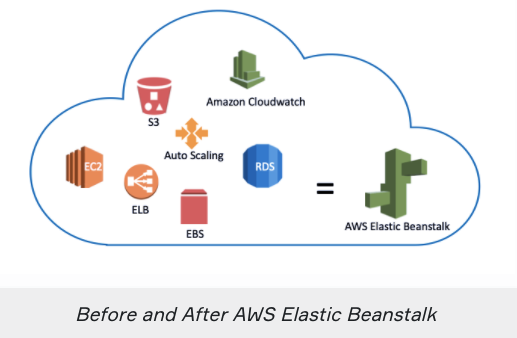 Amazon Cloudwatch
S3
Auto Scaling
EC2
RDS
=
ELB
AWS Elastic Beanstalk
EBS
Before and After AWS Elastic Beanstalk